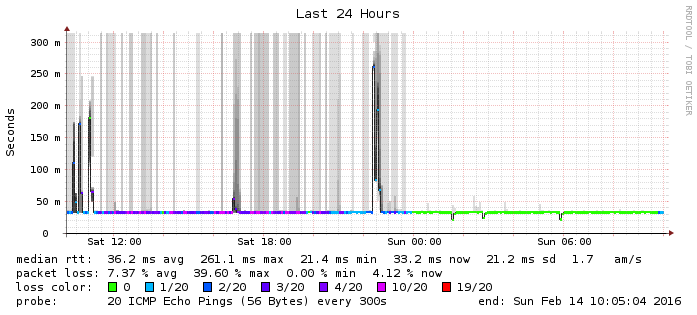 Last 24 Hours
RRDTOOL / TOBI OETIKER
Seconds
300 m
250 m
200 m
150 m
100 m
50 m
0
Sat 12:00 Sat 18:00 Sun 00:00 Sun 06:00
median rtt: 36.2 ms avg 261.1 ms max 21.4 ms min 33.2 ms now 21.2 ms sd 1.7 am/s
packet loss: 7.37 % avg 39.60 % max 0.00 % min 4.12 % now
loss color: 0 1/20 2/20 3/20 4/20 10/20 19/20
probe: 20 ICMP Echo Pings (56 Bytes) every 300s end: Sun Feb 14 10:05:04 2016